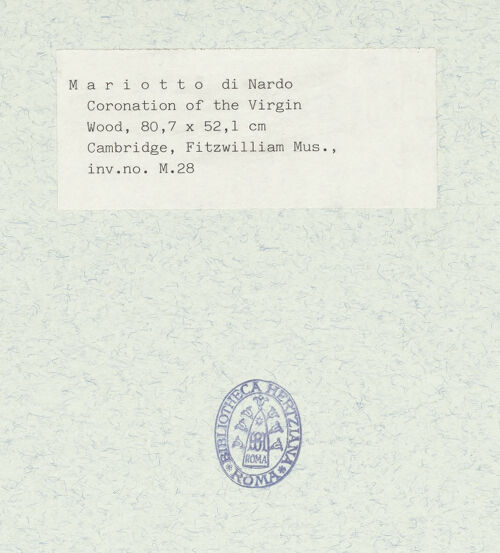 M a r i o t t o di Nardo
Coronation of the Virgin
Wood, 80,7 x 52,1 cm
Cambridge, Fitzwilliam Mus.,
inv.no. M.28
BIBLIOTHECA HERTZIANA
ROMA
ROMA